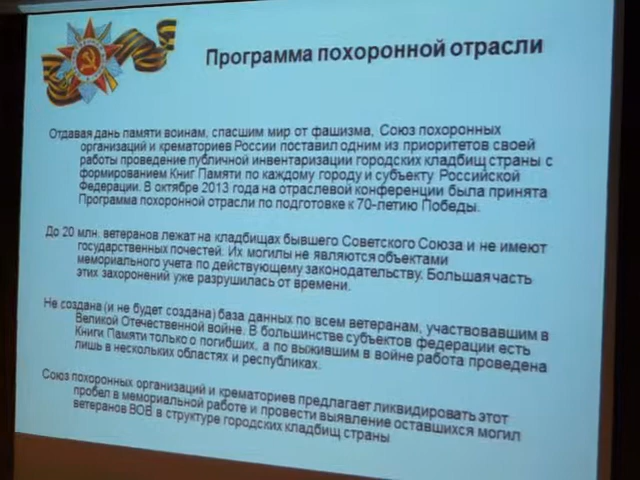 Программа похоронной отрасли
Отдавая дань памяти воинам, спасшим мир от фашизма, Союз похоронных
организаций и крематориев России поставил одним из приоритетов своей
работы проведение публичной инвентаризации городских кладбищ страны с
формированием Книг Памяти по каждому городу и субъекту Российской
Федерации. В октябре 2013 года на отраслевой конференции была принята
Программа похоронной отрасли по подготовке к 70-летию Победы.
До 20 млн. ветеранов лежат на кладбищах бывшего Советского Союза и не имеют
государственных почестей. Их могилы не являются объектами
мемориального учета по действующему законодательству. Большая часть
этих захоронений уже разрушилась от времени.
Не создана (и не будет создана) база данных по всем ветеранам, участвовавшим в
Великой Отечественной войне. В большинстве субъектов федерации есть
Книги Памяти только о погибших, а по выжившим в войне работа проведена
лишь в нескольких областях и республиках.
Союз похоронных организаций и крематориев предлагает ликвидировать этот
пробел в мемориальной работе и провести выявление оставшихся могил
ветеранов ВОВ в структуре городских кладбищ страны